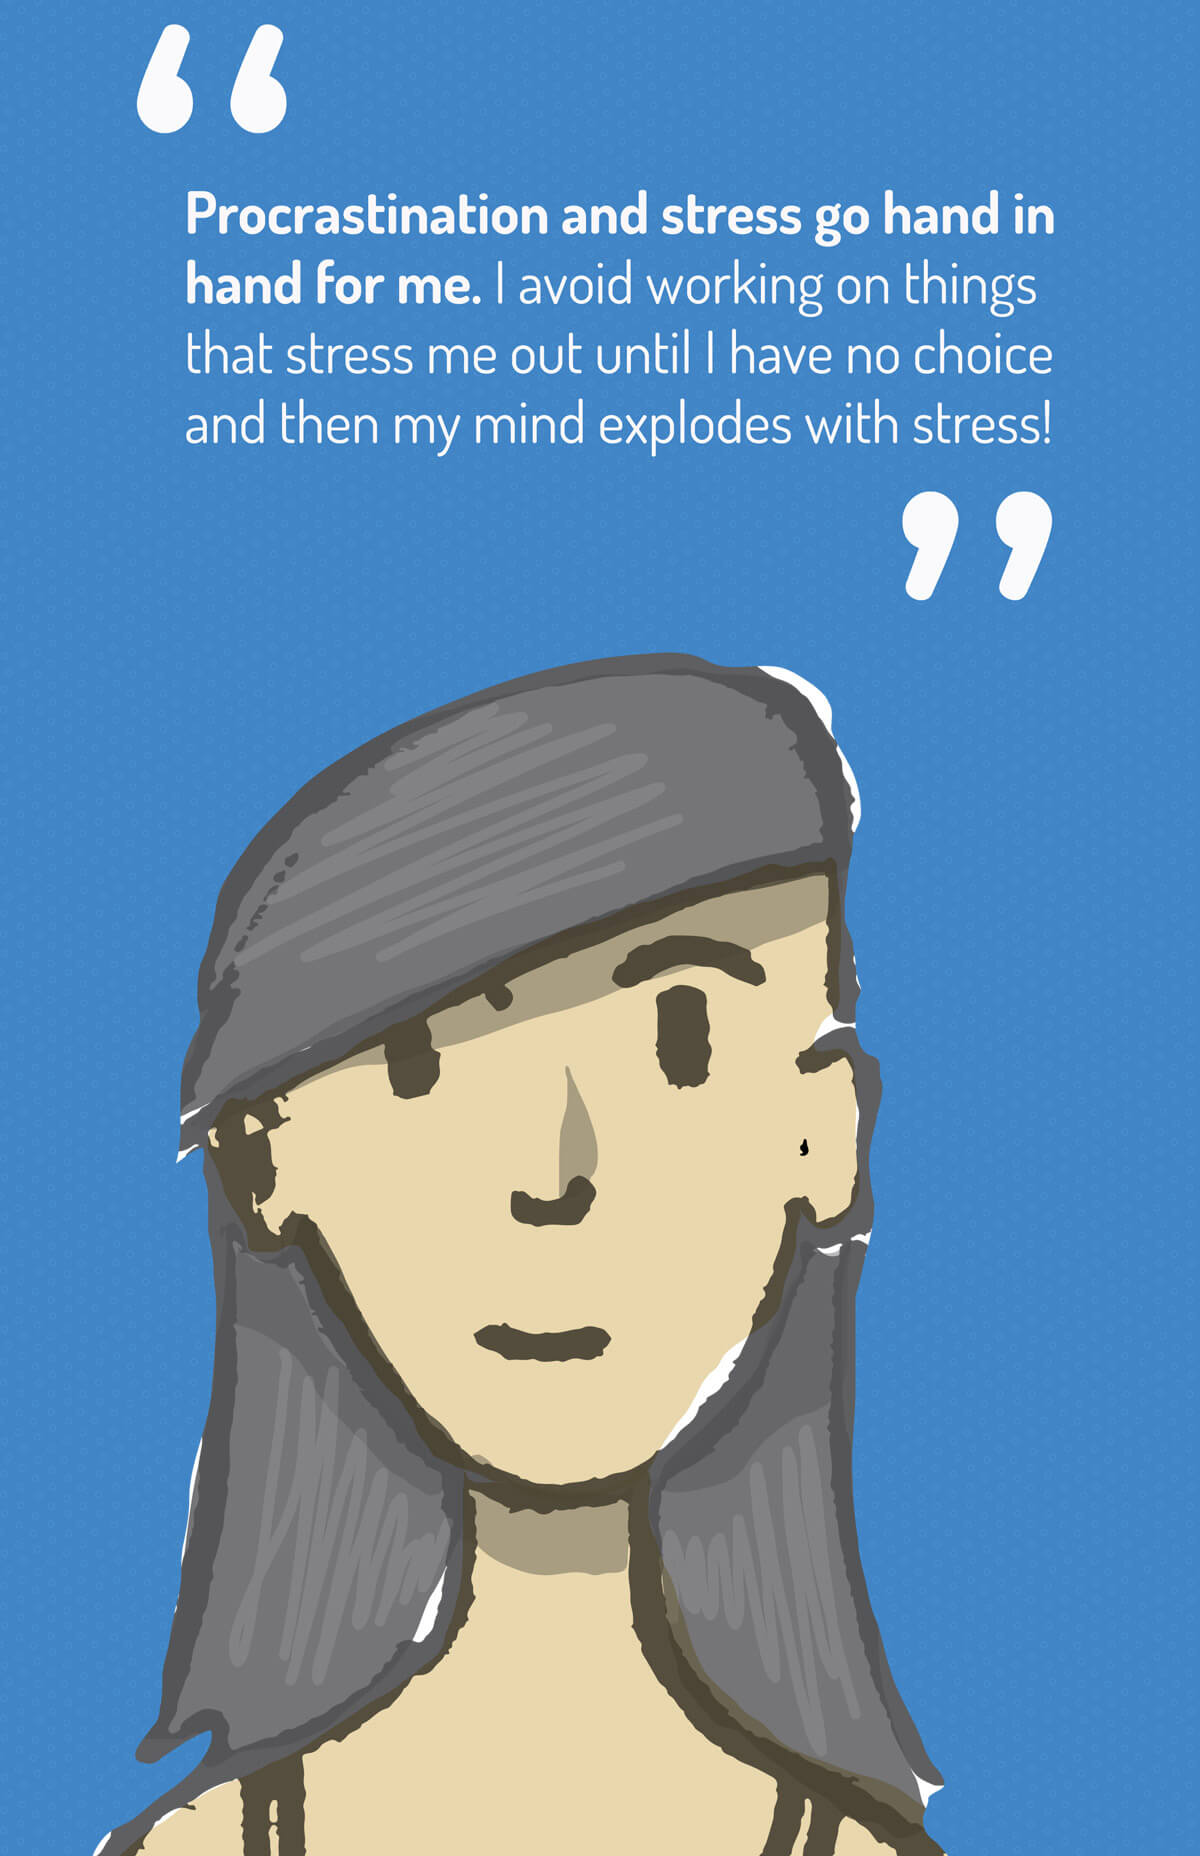 “
Procrastination and stress go hand in
hand for me. I avoid working on things
that stress me out until I have no choice
and then my mind explodes with stress!
”